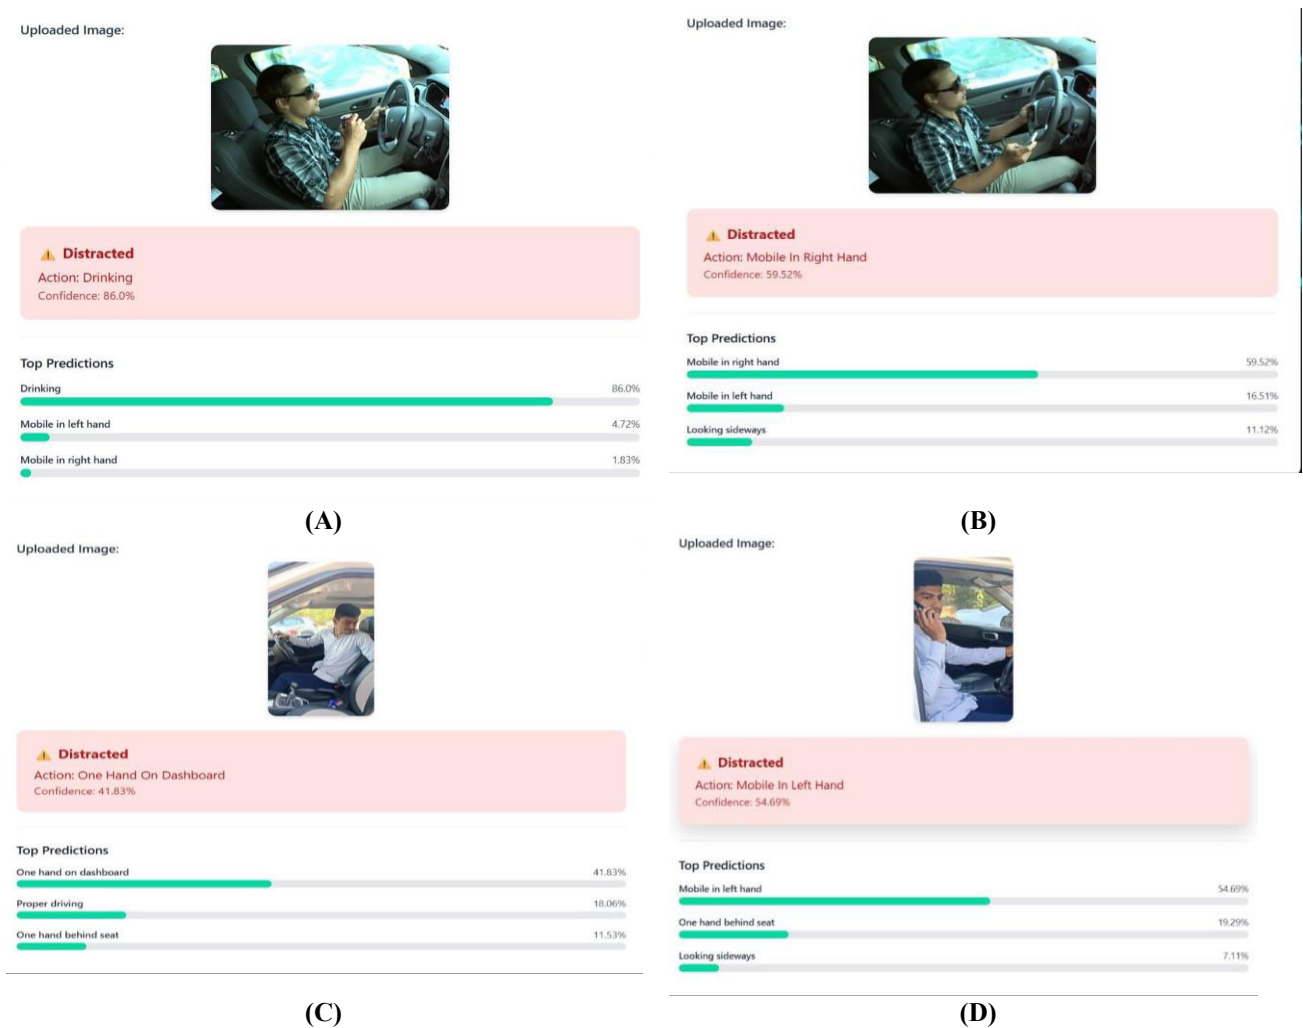 Uploaded Image:
Distracted
Action: Drinking
Confidence: 86.0%
Top Predictions
Drinking 86.0%
Mobile in left hand 4.72%
Mobile in right hand 1.83%
(A)
Uploaded Image:
Distracted
Action: Mobile In Right Hand
Confidence: 59.52%
Top Predictions
Mobile in right hand 59.52%
Mobile in left hand 16.51%
Looking sideways 11.12%
(B)
Uploaded Image:
Distracted
Action: One Hand On Dashboard
Confidence: 41.83%
Top Predictions
One hand on dashboard 41.83%
Proper driving 18.06%
One hand behind seat 11.53%
(C)
Uploaded Image:
Distracted
Action: Mobile In Left Hand
Confidence: 54.69%
Top Predictions
Mobile in left hand 54.69%
One hand behind seat 19.29%
Looking sideways 7.11%
(D)